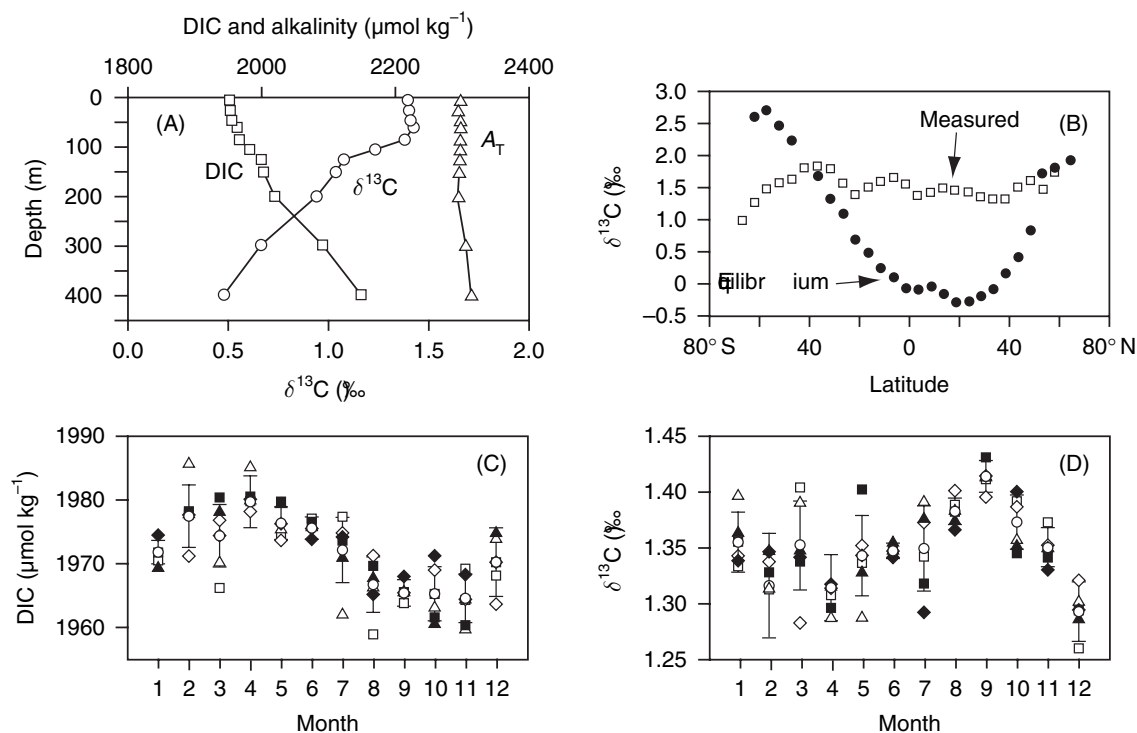 DIC and alkalinity (μmol kg−1)
1800 2000 2200 2400
0
100
200
300
400
Depth (m)
(A)
DIC
δ13C
AT
0.0 0.5 1.0 1.5 2.0
δ13C (‰)
3.0
2.5
2.0
1.5
1.0
0.5
0
−0.5
δ13C (‰)
Measured
(B)
ium
80° S 40 0 40 80° N
Latitude
1990
1980
1970
1960
DIC (μmol kg−1)
(C)
1 2 3 4 5 6 7 8 9 10 11 12
Month
1.45
1.40
1.35
1.30
1.25
δ13C (‰)
(D)
1 2 3 4 5 6 7 8 9 10 11 12
Month